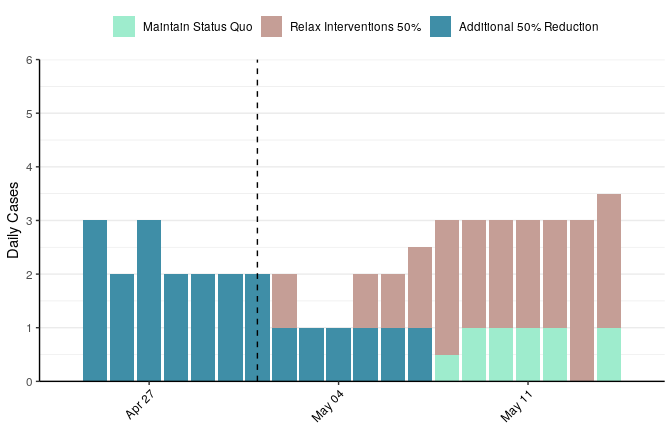 Maintain Status Quo Relax Interventions 50% Additional 50% Reduction
6
5
4
3
2
1
0
Daily Cases
Apr 27
May 04
May 11